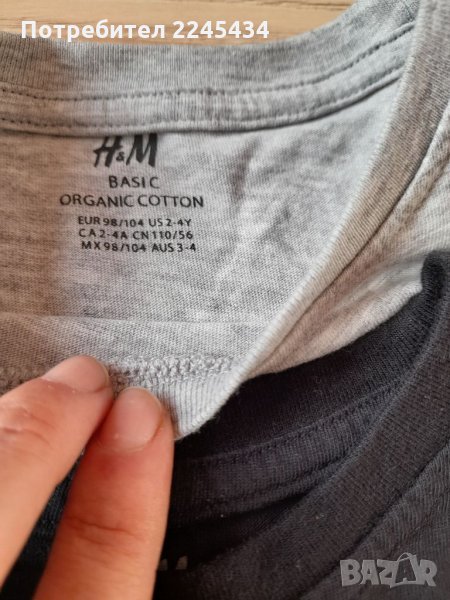 Потребител 2245434
H&M
BASIC
ORGANIC COTTON
EUR 98/104 US 2-4Y
CA 2-4A CN 110/56
MX 98/104 AUS 3-4
BAZAR